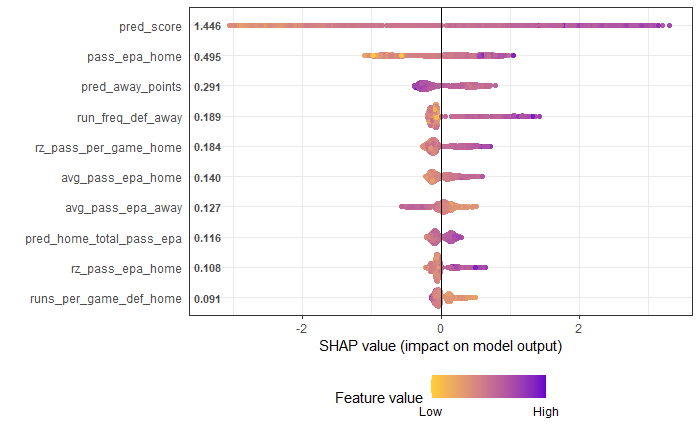 pred_score 1.446
pass_epa_home 0.495
pred_away_points 0.291
run_freq_def_away 0.189
rz_pass_per_game_home 0.184
avg_pass_epa_home 0.140
avg_pass_epa_away 0.127
pred_home_total_pass_epa 0.116
rz_pass_epa_home 0.108
runs_per_game_def_home 0.091
-2 0 2
SHAP value (impact on model output)
Feature value
Low High